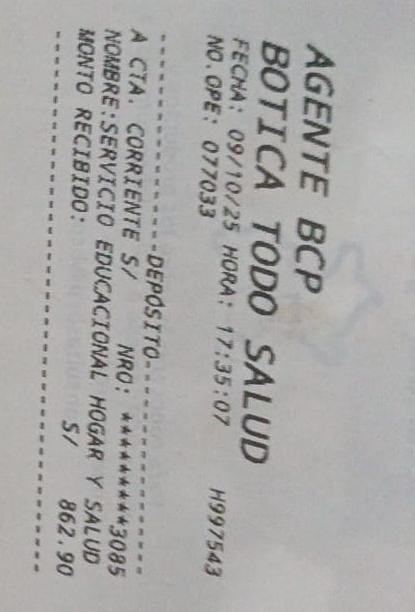 AGENTE BCP
BOTICA TODO SALUD
FECHA: 09/10/25 HORA: 17:35:07 H997543
NO.OPE: 077033
--------------DEPÓSITO--------------
A CTA. CORRIENTE S/ NRO: *********3085
NOMBRE:SERVICIO EDUCACIONAL HOGAR Y SALUD
MONTO RECIBIDO: S/ 862.90
------------------------------------